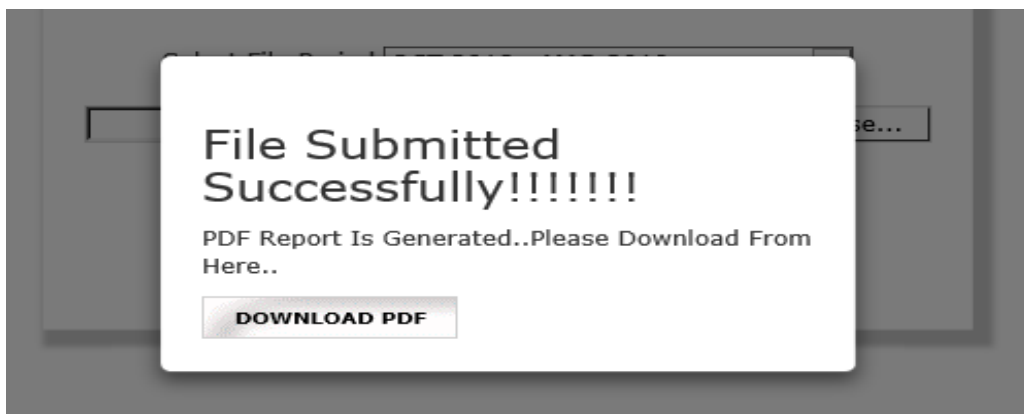 File Submitted
Successfully!!!!!!!
PDF Report Is Generated..Please Download From
Here..
DOWNLOAD PDF